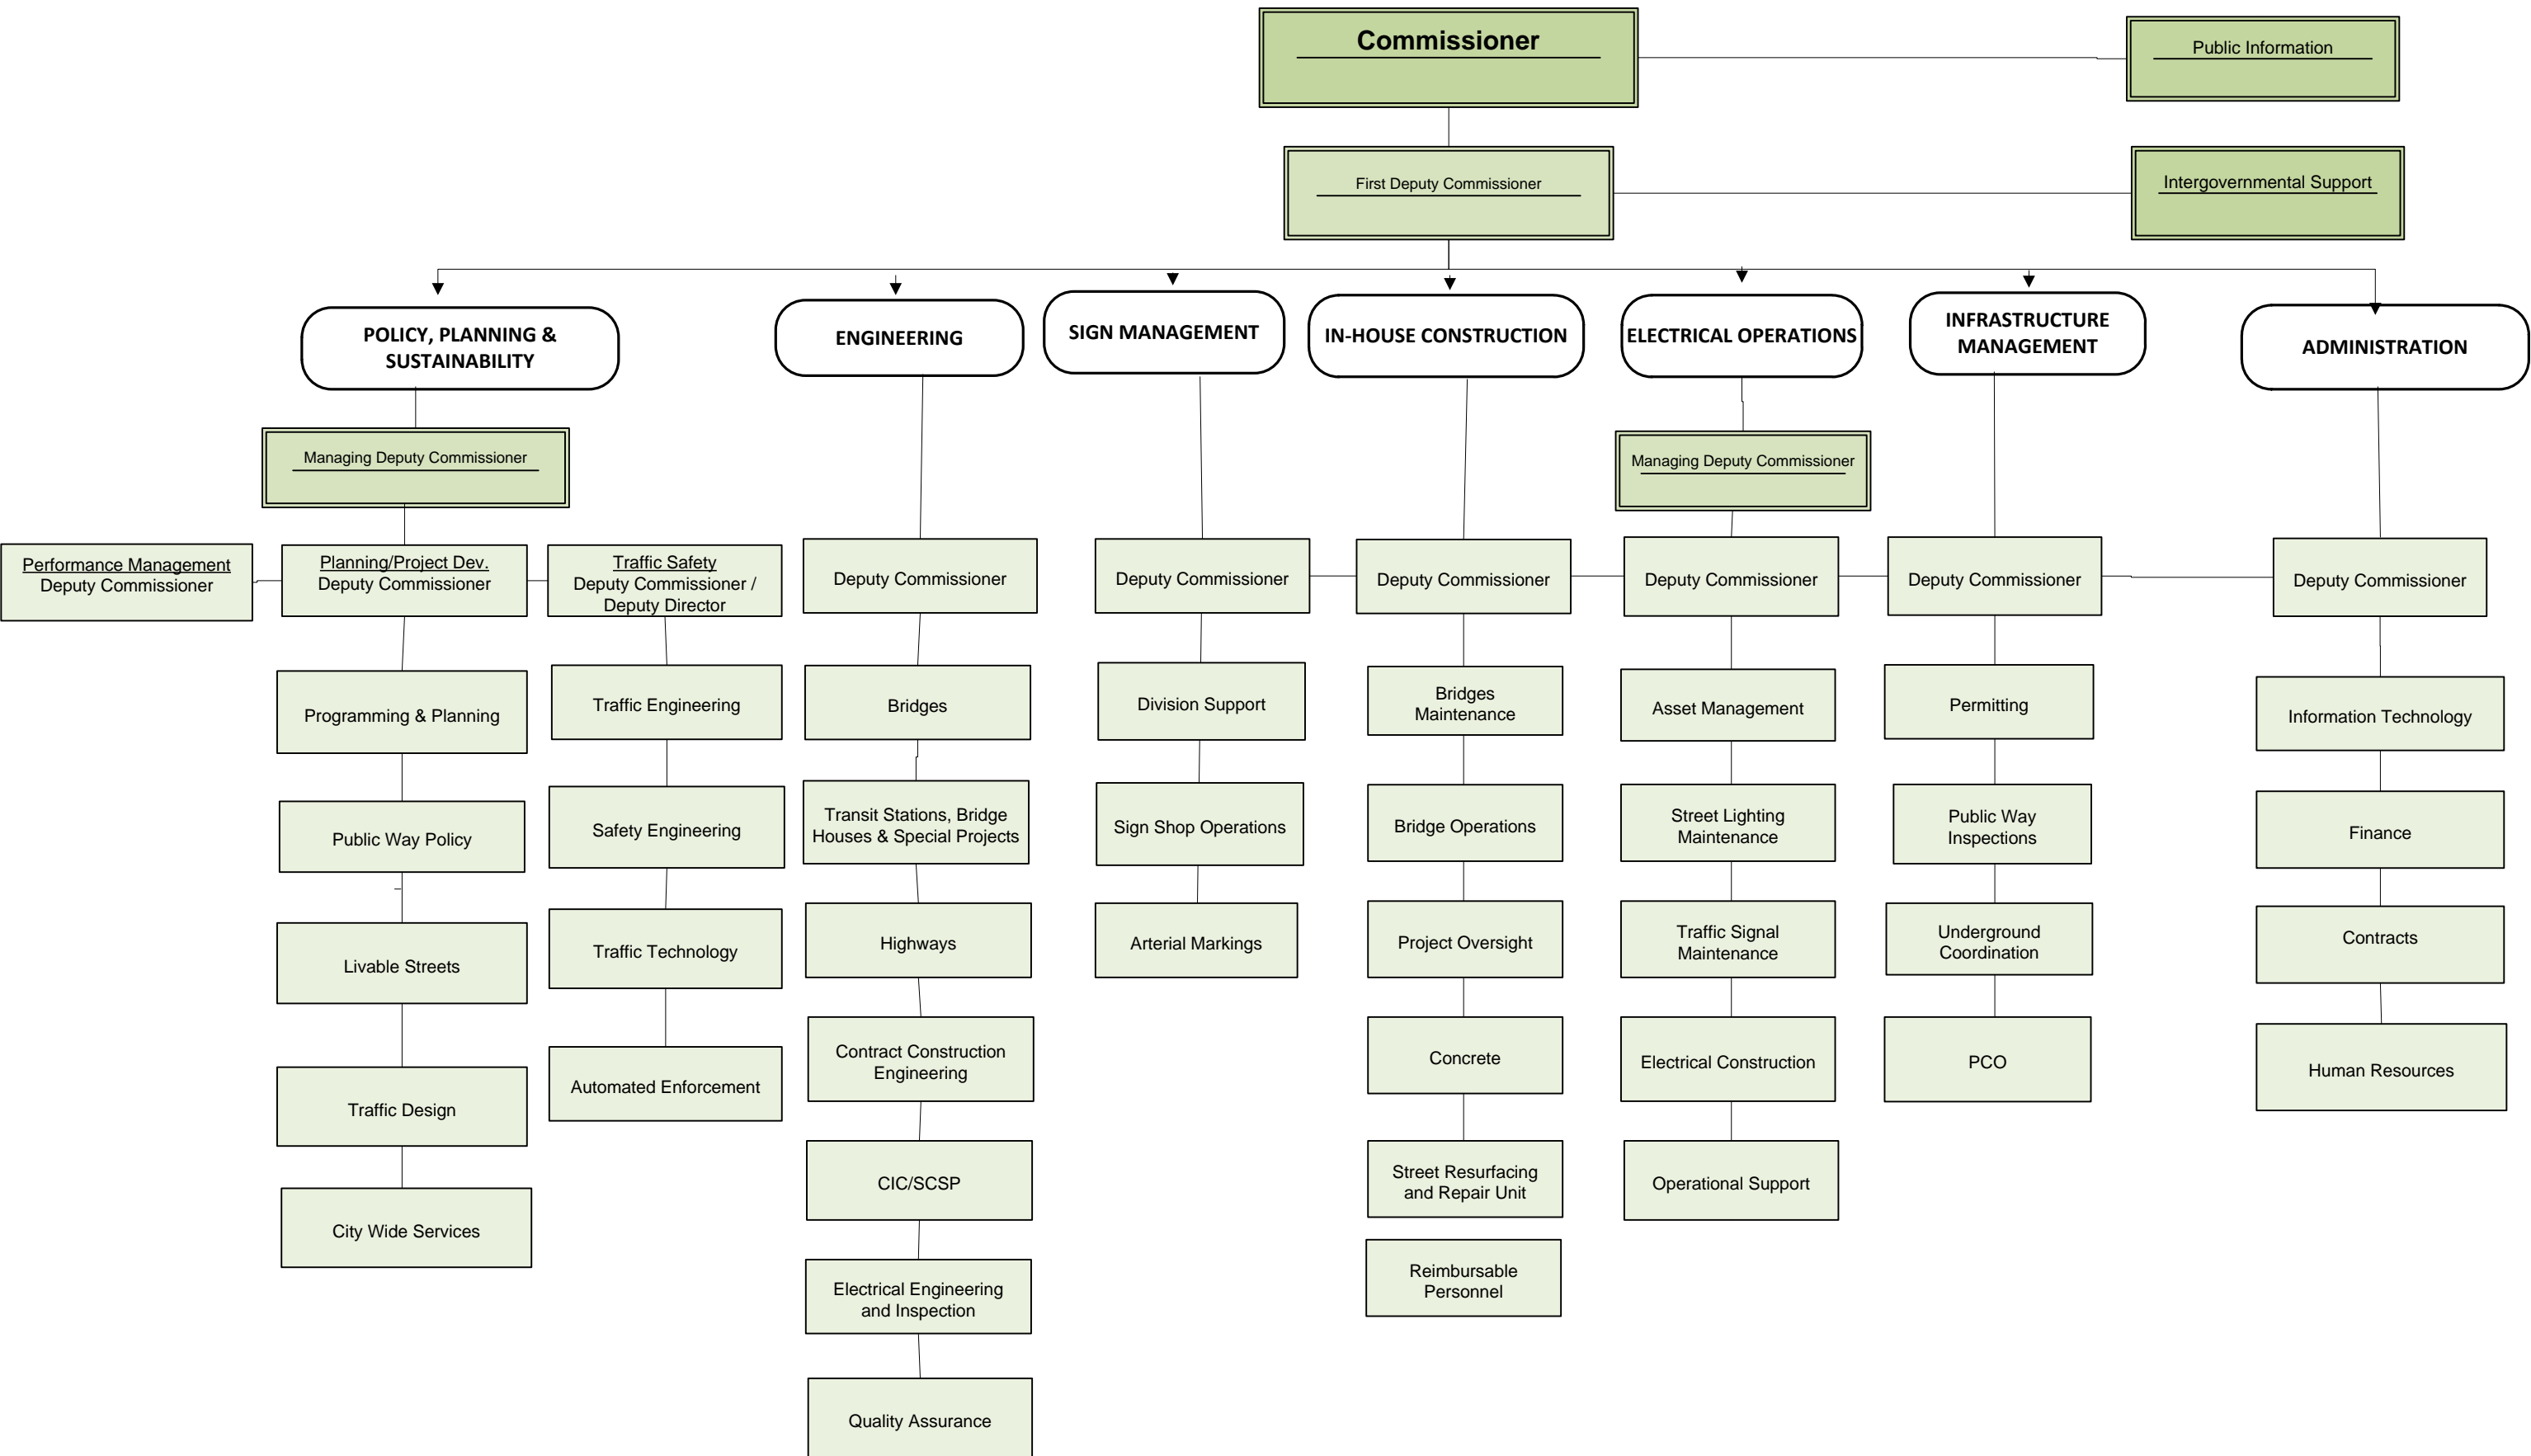 Commissioner
Public Information
First Deputy Commissioner
Intergovernmental Support
POLICY, PLANNING &
SUSTAINABILITY
ENGINEERING
SIGN MANAGEMENT
IN-HOUSE CONSTRUCTION
ELECTRICAL OPERATIONS
INFRASTRUCTURE
MANAGEMENT
ADMINISTRATION
Managing Deputy Commissioner
Managing Deputy Commissioner
Performance Management
Deputy Commissioner
Planning/Project Dev.
Deputy Commissioner
Traffic Safety
Deputy Commissioner /
Deputy Director
Deputy Commissioner
Deputy Commissioner
Deputy Commissioner
Deputy Commissioner
Deputy Commissioner
Deputy Commissioner
Programming & Planning
Traffic Engineering
Bridges
Division Support
Bridges
Maintenance
Asset Management
Permitting
Information Technology
Public Way Policy
Safety Engineering
Transit Stations, Bridge
Houses & Special Projects
Sign Shop Operations
Bridge Operations
Street Lighting
Maintenance
Public Way
Inspections
Finance
Livable Streets
Traffic Technology
Highways
Arterial Markings
Project Oversight
Traffic Signal
Maintenance
Underground
Coordination
Contracts
Traffic Design
Automated Enforcement
Contract Construction
Engineering
Concrete
Electrical Construction
PCO
Human Resources
City Wide Services
CIC/SCSP
Street Resurfacing
and Repair Unit
Operational Support
Electrical Engineering
and Inspection
Reimbursable
Personnel
Quality Assurance